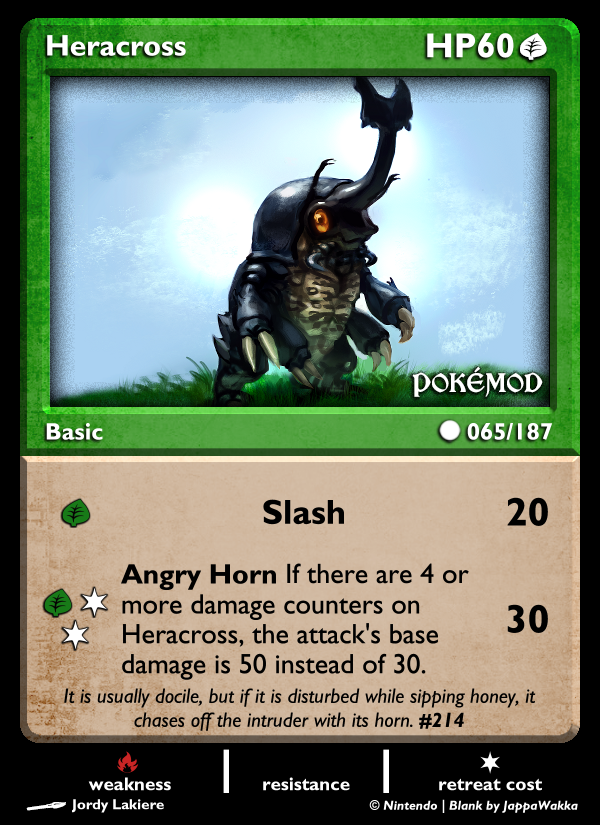 Heracross HP60
POKÉMOD
Basic 065/187
Slash 20
Angry Horn If there are 4 or
more damage counters on
Heracross, the attack's base
damage is 50 instead of 30.
30
It is usually docile, but if it is disturbed while sipping honey, it
chases off the intruder with its horn. #214
weakness resistance retreat cost
Jordy Lakiere © Nintendo | Blank by JappaWakka